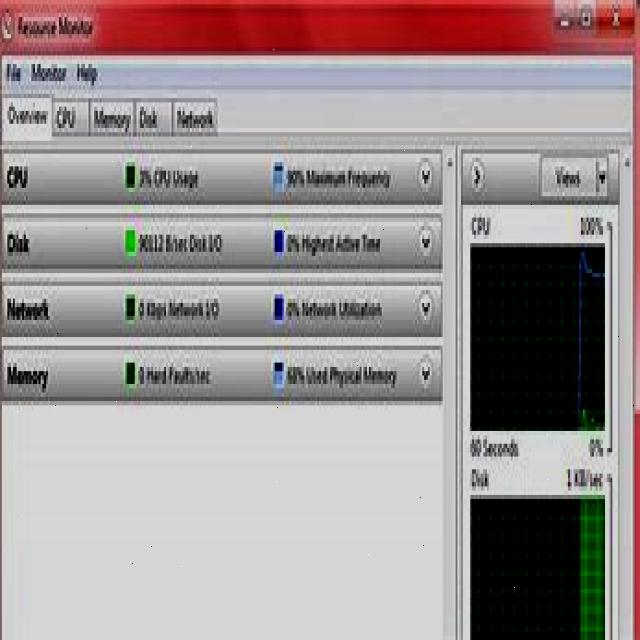 Resource Monitor
File Monitor Help
Overview CPU Memory Disk Network
CPU 3% CPU Usage 90% Maximum Frequency
Disk 90112 B/sec Disk I/O 0% Highest Active Time
Network 0 Kbps Network I/O 0% Network Utilization
Memory 0 Hard Faults/sec 68% Used Physical Memory
Views
CPU 100%
60 Seconds 0%
Disk 1 KB/sec